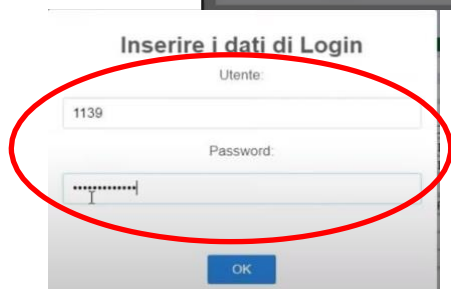 Inserire i dati di Login
Utente:
1139
Password:
•••••••••••••
OK